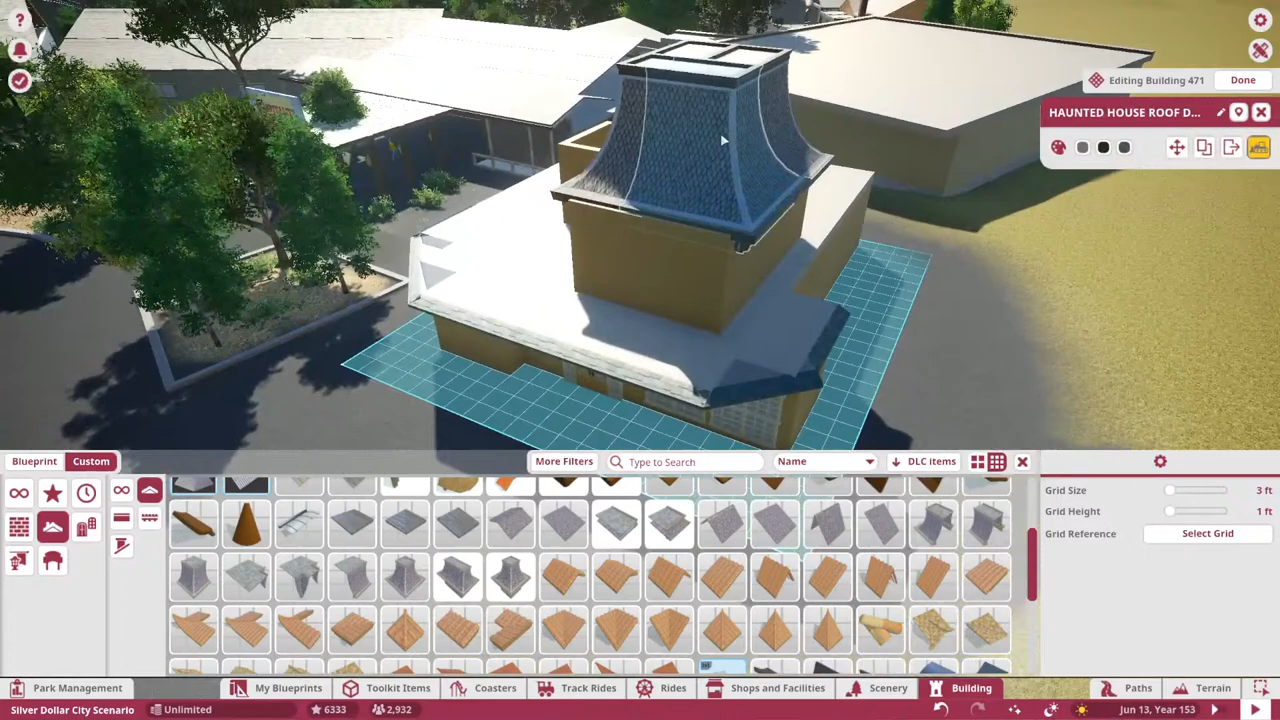 ?
Editing Building 471
Done
HAUNTED HOUSE ROOF D...
Blueprint
Custom
More Filters
Type to Search
Name
DLC items
Grid Size
3 ft
Grid Height
1 ft
Grid Reference
Select Grid
Park Management
My Blueprints
Toolkit Items
Coasters
Track Rides
Rides
Shops and Facilities
Scenery
Building
Paths
Terrain
Silver Dollar City Scenario
Unlimited
6333
2,932
Jun 13, Year 153